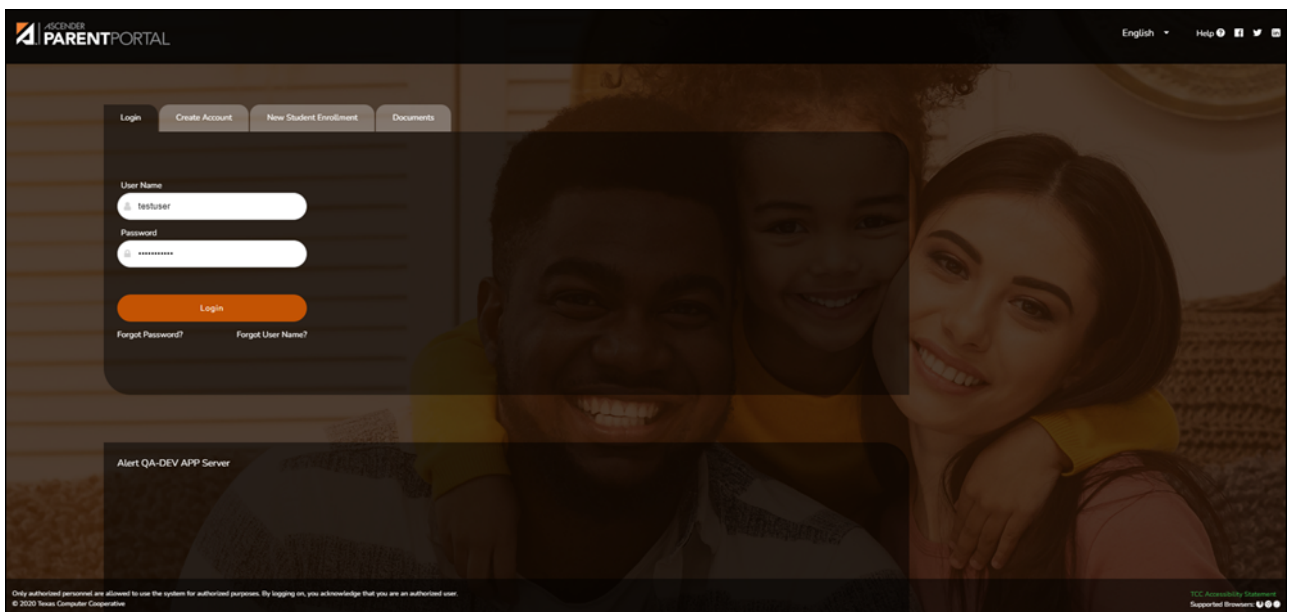 ASCENDER
PARENTPORTAL
English
Help
Login
Create Account
New Student Enrollment
Documents
User Name
testuser
Password
Login
Forgot Password?
Forgot User Name?
Alert QA-DEV APP Server
Only authorized personnel are allowed to use the system for authorized purposes. By logging on, you acknowledge that you are an authorized user.
© 2020 Texas Computer Cooperative
TCC Accessibility Statement
Supported Browsers: